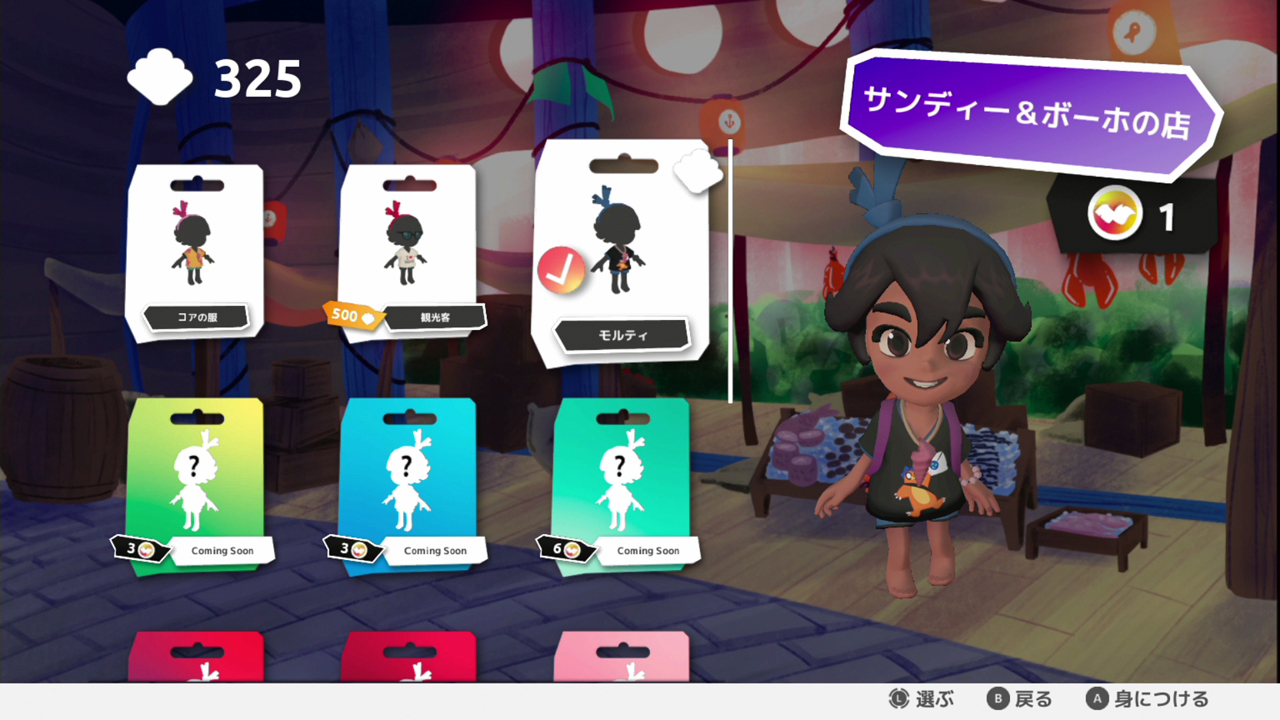 325
サンディー＆ボーホの店
1
コアの服
500
観光客
モルティ
?
?
?
3
Coming Soon
3
Coming Soon
6
Coming Soon
L 選ぶ
B 戻る
A 身につける